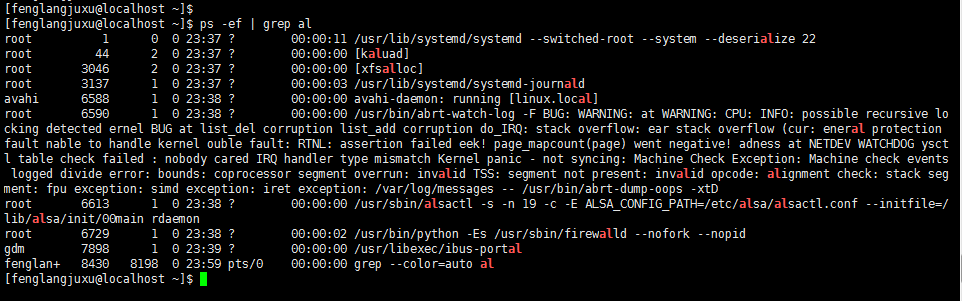 [fenglangjuxu@localhost ~]$
[fenglangjuxu@localhost ~]$ ps -ef | grep al
root         1     0  0 23:37 ?        00:00:11 /usr/lib/systemd/systemd --switched-root --system --deserialize 22
root        44     2  0 23:37 ?        00:00:00 [kaluad]
root      3046     2  0 23:37 ?        00:00:00 [xfsalloc]
root      3137     1  0 23:37 ?        00:00:03 /usr/lib/systemd/systemd-journald
avahi     6588     1  0 23:38 ?        00:00:00 avahi-daemon: running [linux.local]
root      6590     1  0 23:38 ?        00:00:00 /usr/bin/abrt-watch-log -F BUG: WARNING: at WARNING: CPU: INFO: possible recursive lo
cking detected ernel BUG at list_del corruption list_add corruption do_IRQ: stack overflow: ear stack overflow (cur: eneral protection
fault nable to handle kernel ouble fault: RTNL: assertion failed eek! page_mapcount(page) went negative! adness at NETDEV WATCHDOG ysct
l table check failed : nobody cared IRQ handler type mismatch Kernel panic - not syncing: Machine Check Exception: Machine check events
logged divide error: bounds: coprocessor segment overrun: invalid TSS: segment not present: invalid opcode: alignment check: stack seg
ment: fpu exception: simd exception: iret exception: /var/log/messages -- /usr/bin/abrt-dump-oops -xtD
root      6613     1  0 23:38 ?        00:00:00 /usr/sbin/alsactl -s -n 19 -c -E ALSA_CONFIG_PATH=/etc/alsa/alsactl.conf --initfile=/
lib/alsa/init/00main rdaemon
root      6729     1  0 23:38 ?        00:00:02 /usr/bin/python -Es /usr/sbin/firewalld --nofork --nopid
gdm       7898     1  0 23:39 ?        00:00:00 /usr/libexec/ibus-portal
fenglan+  8430  8198  0 23:59 pts/0    00:00:00 grep --color=auto al
[fenglangjuxu@localhost ~]$